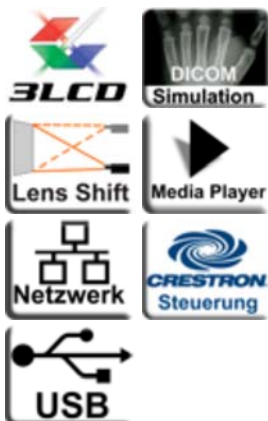 3LCD
DICOM
Simulation
Lens Shift
Media Player
Netzwerk
CRESTRON
Steuerung
USB